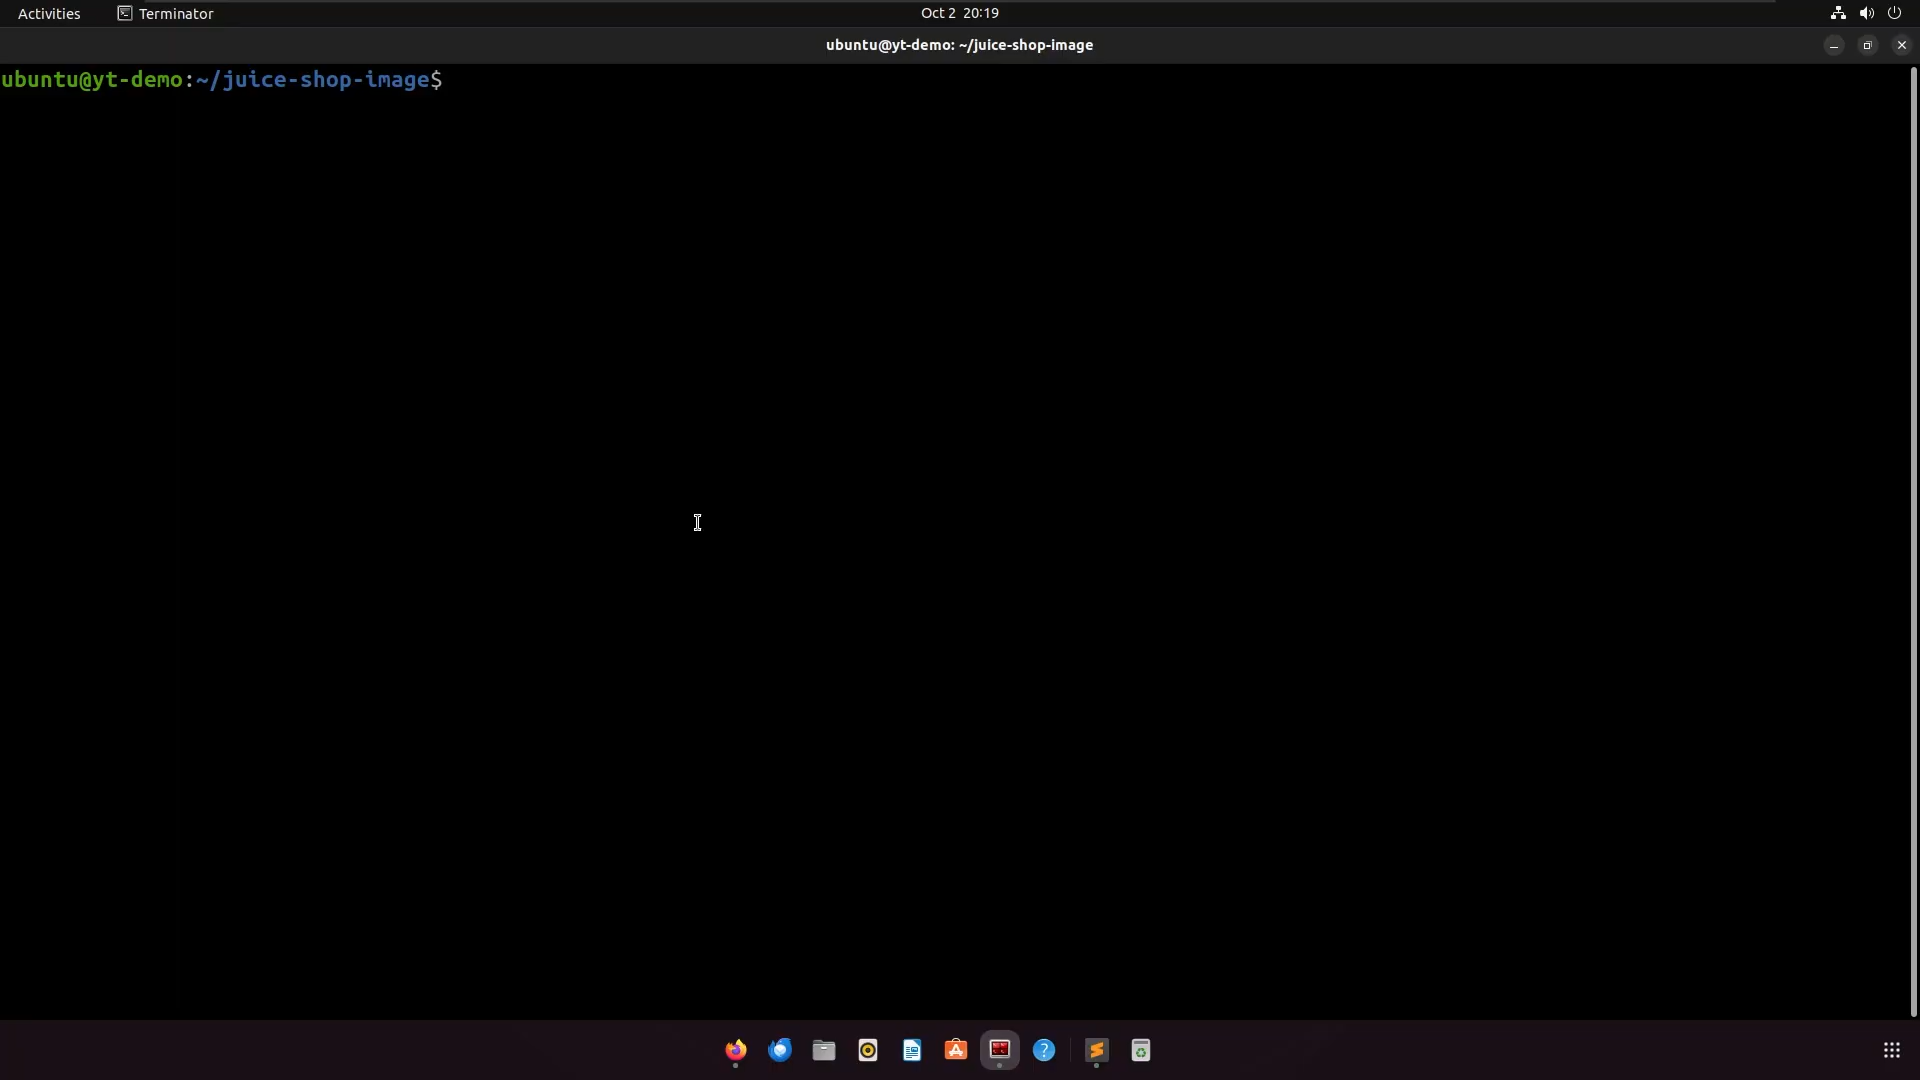 Activities Terminator Oct 2 20:19
ubuntu@yt-demo: ~/juice-shop-image
ubuntu@yt-demo:~/juice-shop-image$